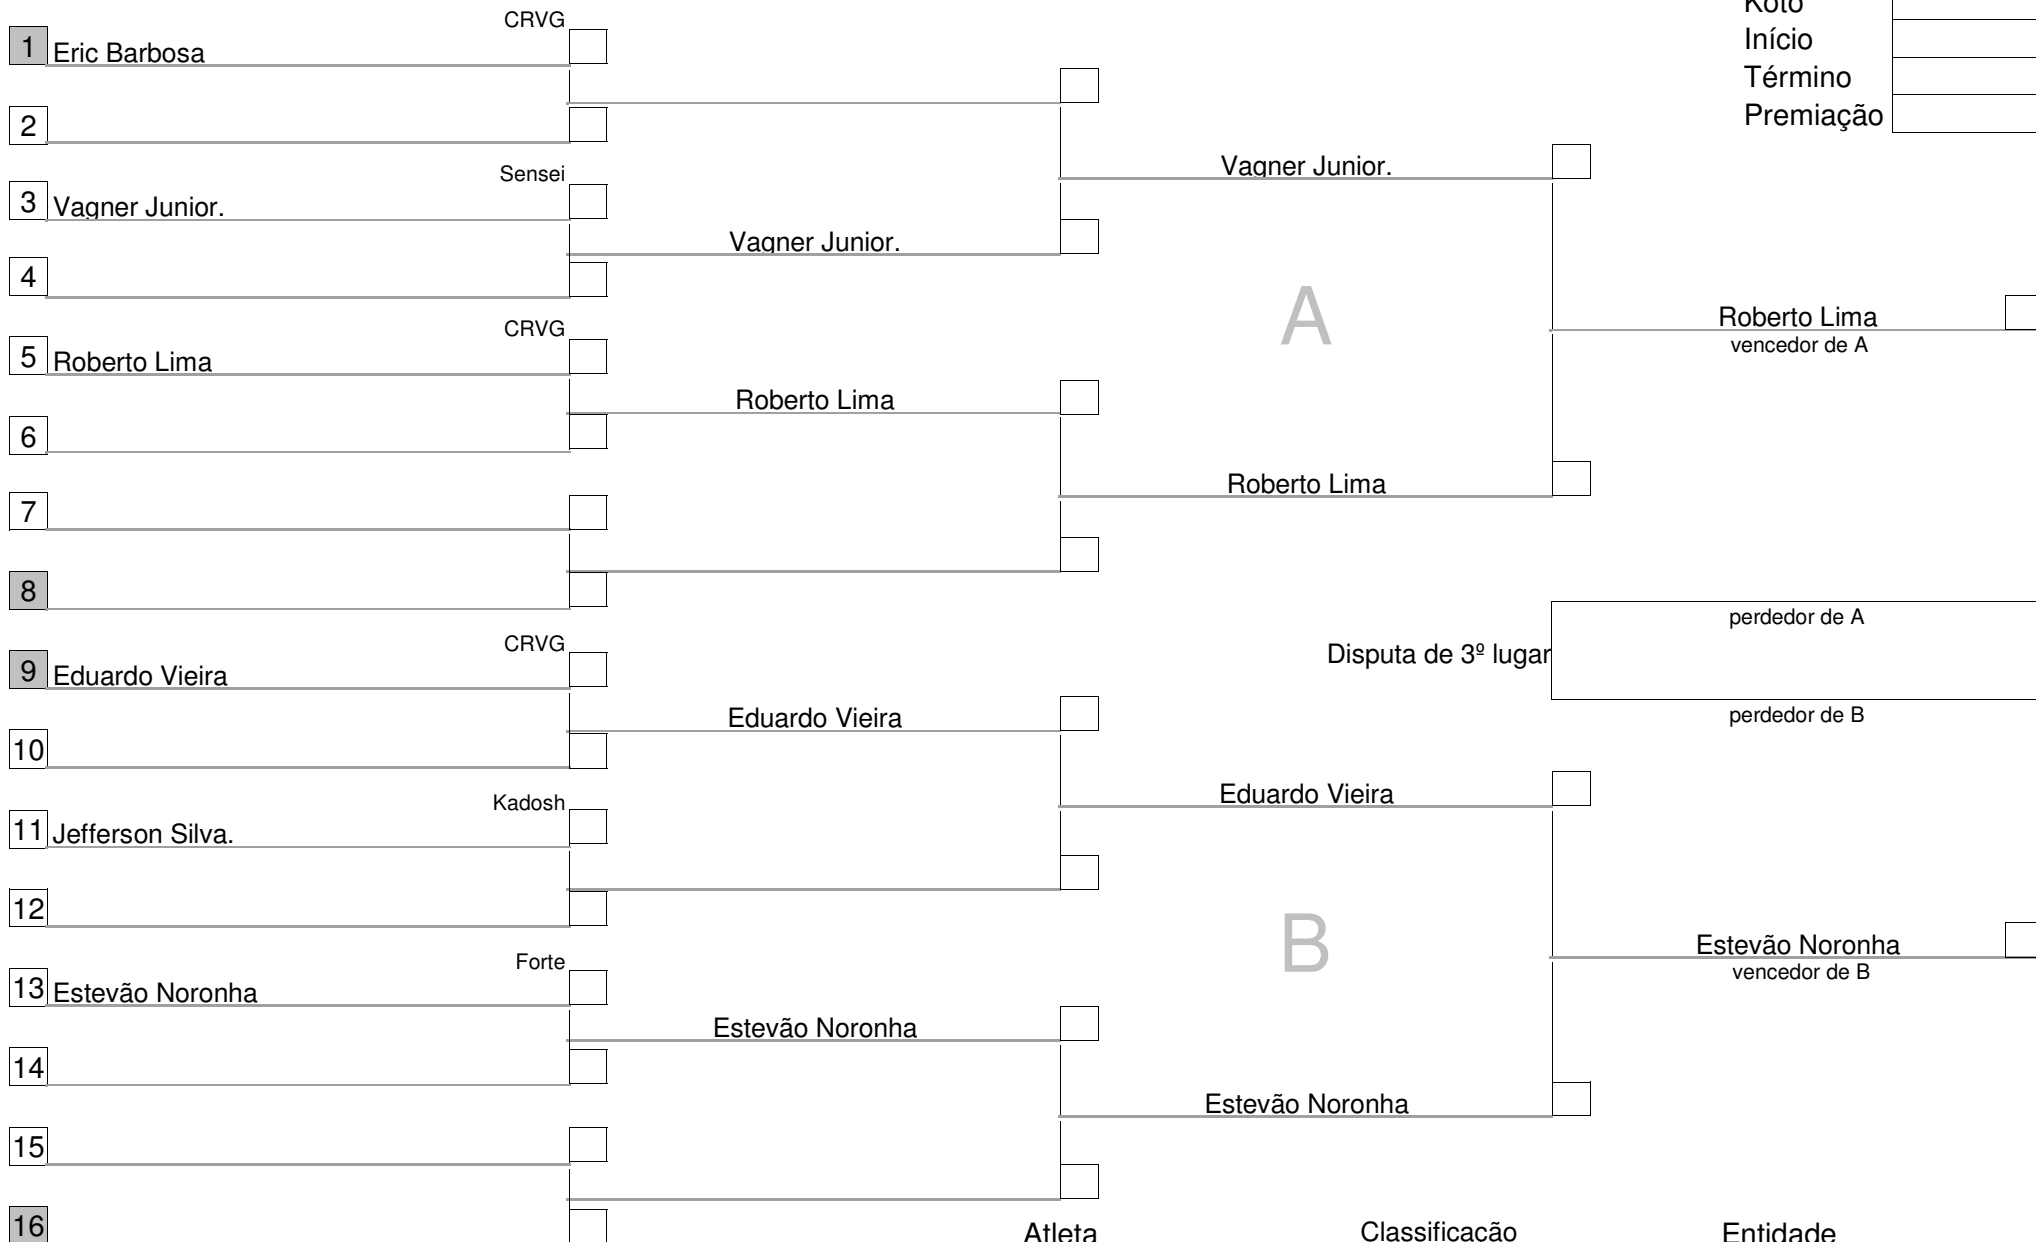 Koto
CRVG
1 Eric Barbosa
Início
Término
2
Premiação
Vagner Junior.
Sensei
3 Vagner Junior.
Vagner Junior.
4
A
Roberto Lima
CRVG
vencedor de A
5 Roberto Lima
Roberto Lima
6
Roberto Lima
7
8
perdedor de A
CRVG
Disputa de 3º lugar
9 Eduardo Vieira
Eduardo Vieira
perdedor de B
10
Eduardo Vieira
Kadosh
11 Jefferson Silva.
12
B
Estevão Noronha
Forte
vencedor de B
13 Estevão Noronha
Estevão Noronha
14
Estevão Noronha
15
16
Atleta Classificação Entidade